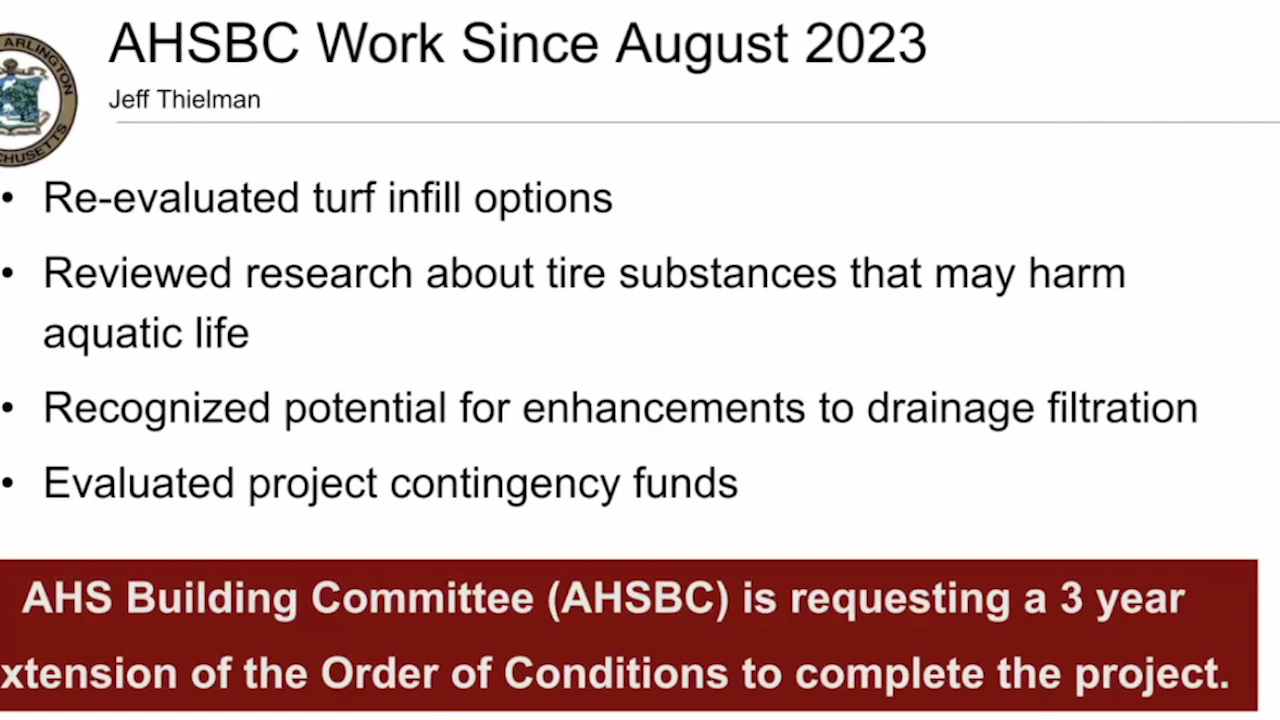 AHSBC Work Since August 2023
ARLINGTON
Jeff Thielman
CHUSETTS
• Re-evaluated turf infill options
• Reviewed research about tire substances that may harm
aquatic life
• Recognized potential for enhancements to drainage filtration
• Evaluated project contingency funds
AHS Building Committee (AHSBC) is requesting a 3 year
xtension of the Order of Conditions to complete the project.